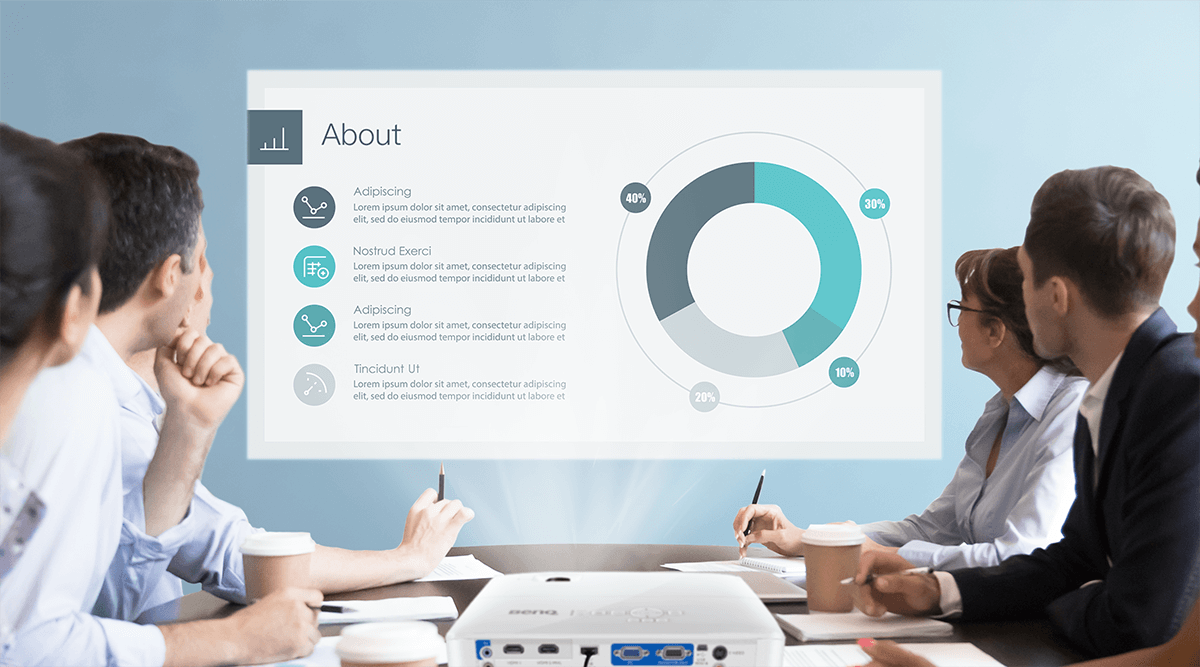 About
Adipiscing
Lorem ipsum dolor sit amet, consectetur adipiscing
elit, sed do eiusmod tempor incididunt ut labore et
Nostrud Exerci
Lorem ipsum dolor sit amet, consectetur adipiscing
elit, sed do eiusmod tempor incididunt ut labore et
Adipiscing
Lorem ipsum dolor sit amet, consectetur adipiscing
elit, sed do eiusmod tempor incididunt ut labore et
Tincidunt Ut
Lorem ipsum dolor sit amet, consectetur adipiscing
elit, sed do eiusmod tempor incididunt ut labore et
40%
30%
10%
20%
BenQ